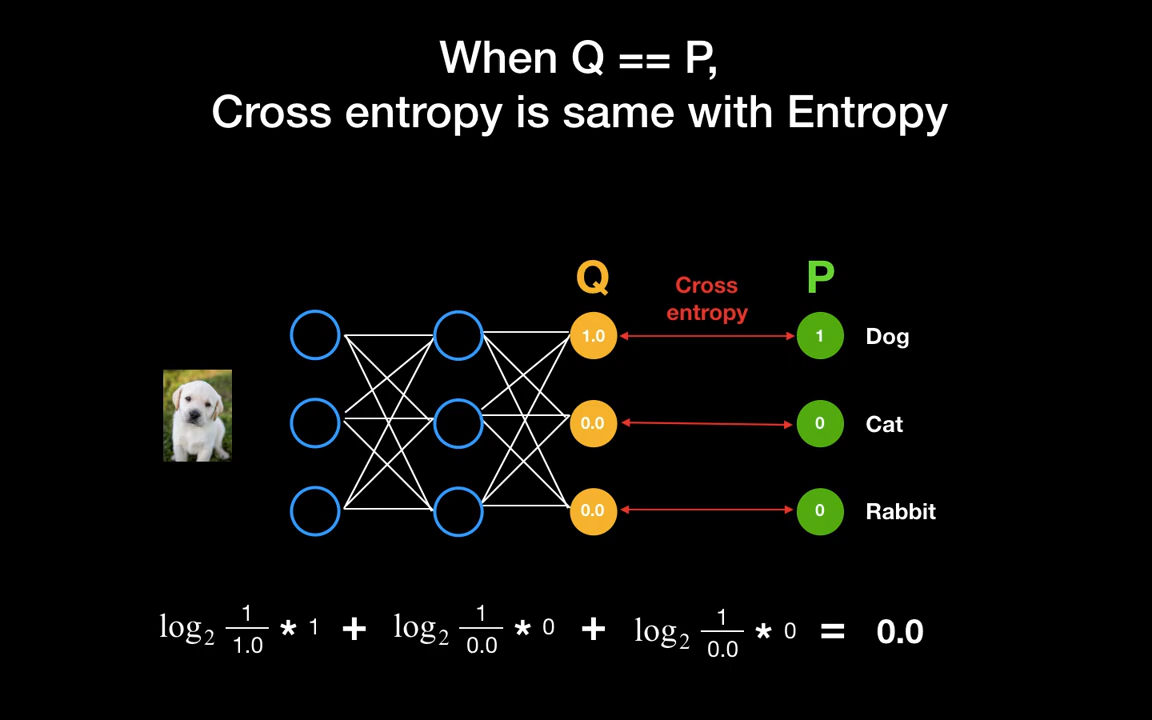 When Q == P,
Cross entropy is same with Entropy
Q
P
Cross
entropy
1.0
1
Dog
0.0
0
Cat
0.0
0
Rabbit
log₂ 1/1.0 * 1 + log₂ 1/0.0 * 0 + log₂ 1/0.0 * 0 = 0.0